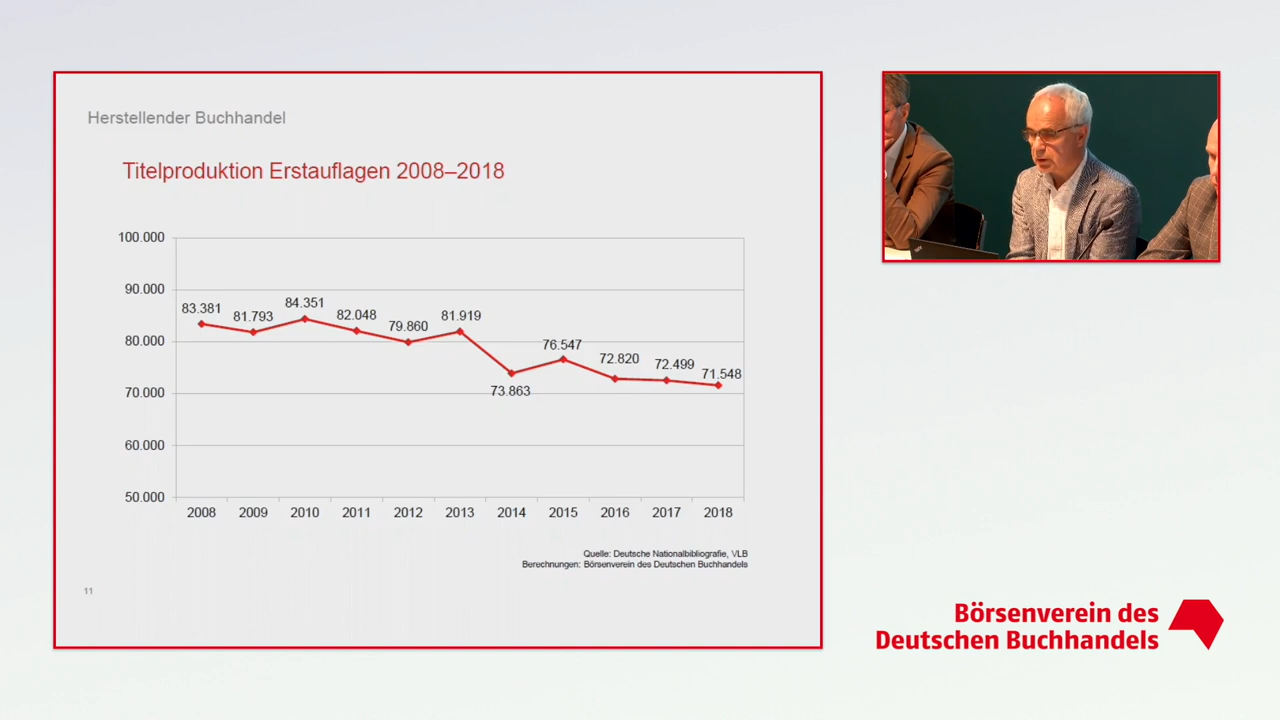 Herstellender Buchhandel
Titelproduktion Erstauflagen 2008–2018
100.000
90.000
80.000
70.000
60.000
50.000
83.381
81.793
84.351
82.048
79.860
81.919
73.863
76.547
72.820
72.499
71.548
2008 2009 2010 2011 2012 2013 2014 2015 2016 2017 2018
Quelle: Deutsche Nationalbibliografie, VLB
Berechnungen: Börsenverein des Deutschen Buchhandels
11
Börsenverein des
Deutschen Buchhandels